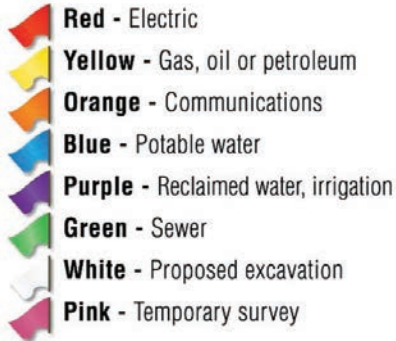 Red - Electric
Yellow - Gas, oil or petroleum
Orange - Communications
Blue - Potable water
Purple - Reclaimed water, irrigation
Green - Sewer
White - Proposed excavation
Pink - Temporary survey